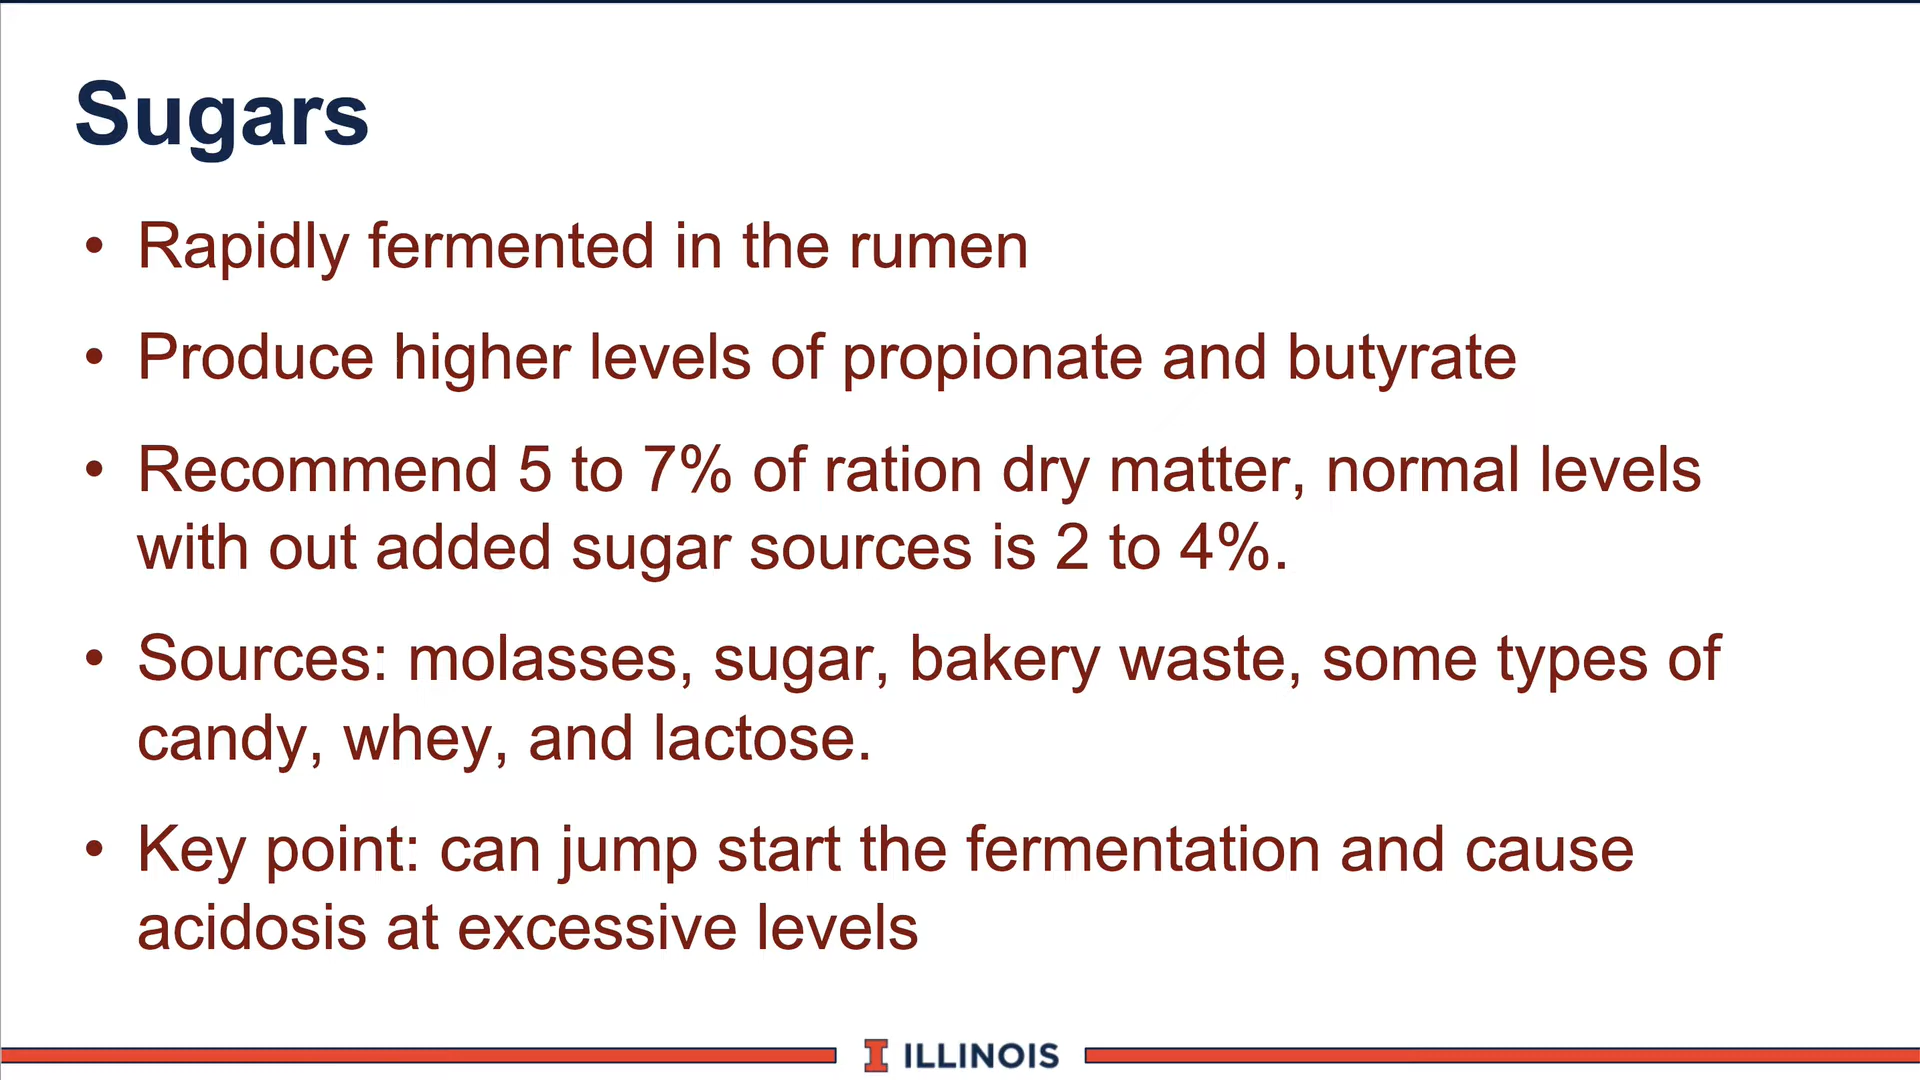 Sugars
• Rapidly fermented in the rumen
• Produce higher levels of propionate and butyrate
• Recommend 5 to 7% of ration dry matter, normal levels
with out added sugar sources is 2 to 4%.
• Sources: molasses, sugar, bakery waste, some types of
candy, whey, and lactose.
• Key point: can jump start the fermentation and cause
acidosis at excessive levels
I ILLINOIS